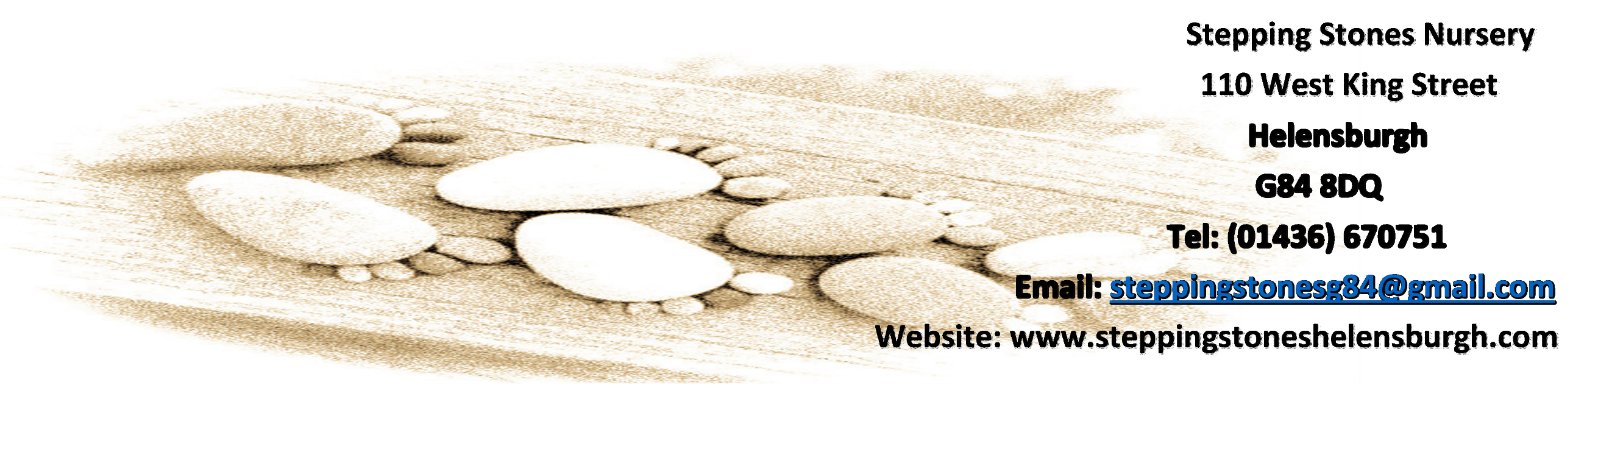 Stepping Stones Nursery
110 West King Street
Helensburgh
G84 8DQ
Tel: (01436) 670751
Email: steppingstonesg84@gmail.com
Website: www.steppingstoneshelensburgh.com